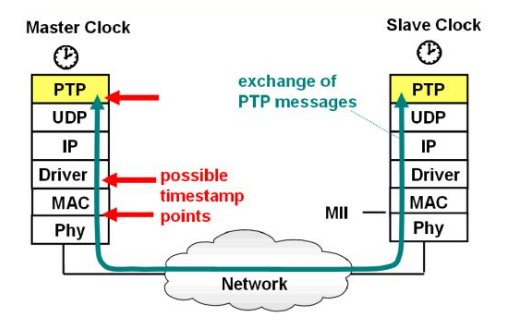 Master Clock
Slave Clock
PTP
UDP
IP
Driver
MAC
Phy
exchange of
PTP messages
possible
timestamp
points
MII
PTP
UDP
IP
Driver
MAC
Phy
Network